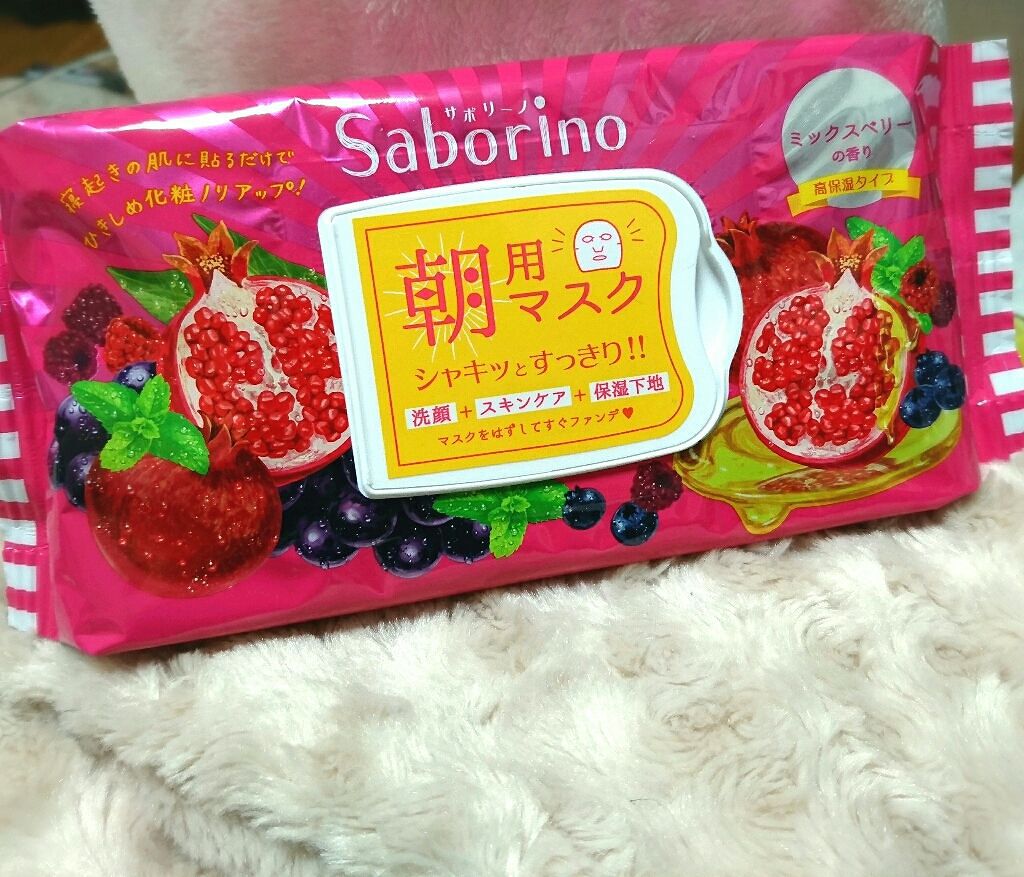 サボリーノ
Saborino
寝起きの肌に貼るだけで
ひきしめ化粧ノリアップ!
ミックスベリー
の香り
高保湿タイプ
朝用
マスク
シャキッとすっきり!!
洗顔+スキンケア+保湿下地
マスクをはずしてすぐファンデ♥